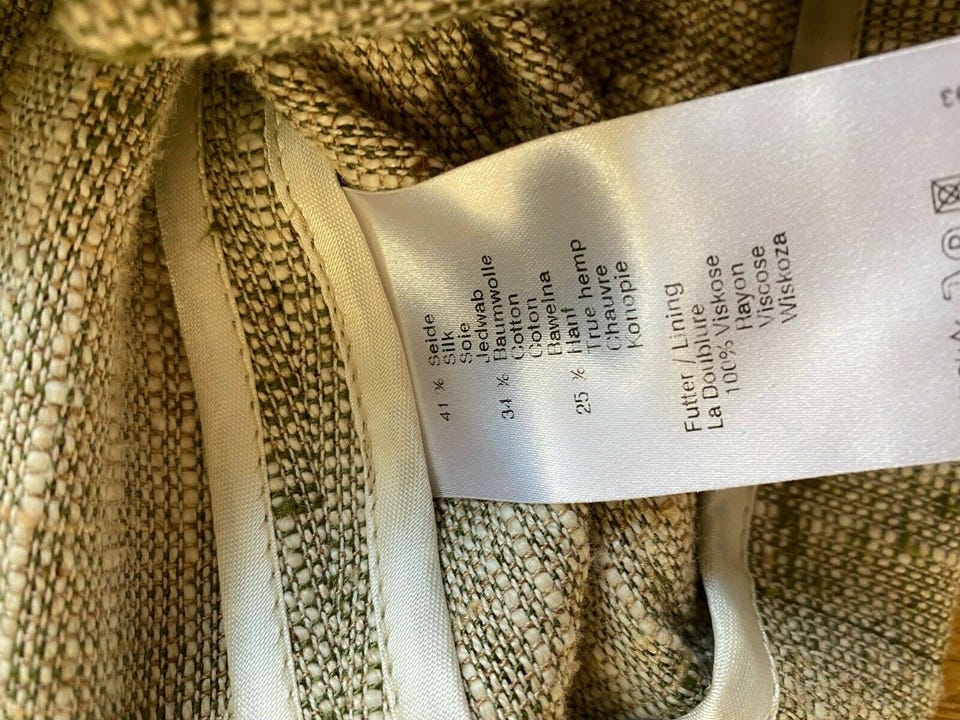 41 % Seide
Silk
Soie
Jedwab
34 % Baumwolle
Cotton
Coton
Bawełna
25 % Hanf
True hemp
Chauvre
Konopie
Futter / Lining
La Doublure
100% Viskose
Rayon
Viscose
Wiskoza